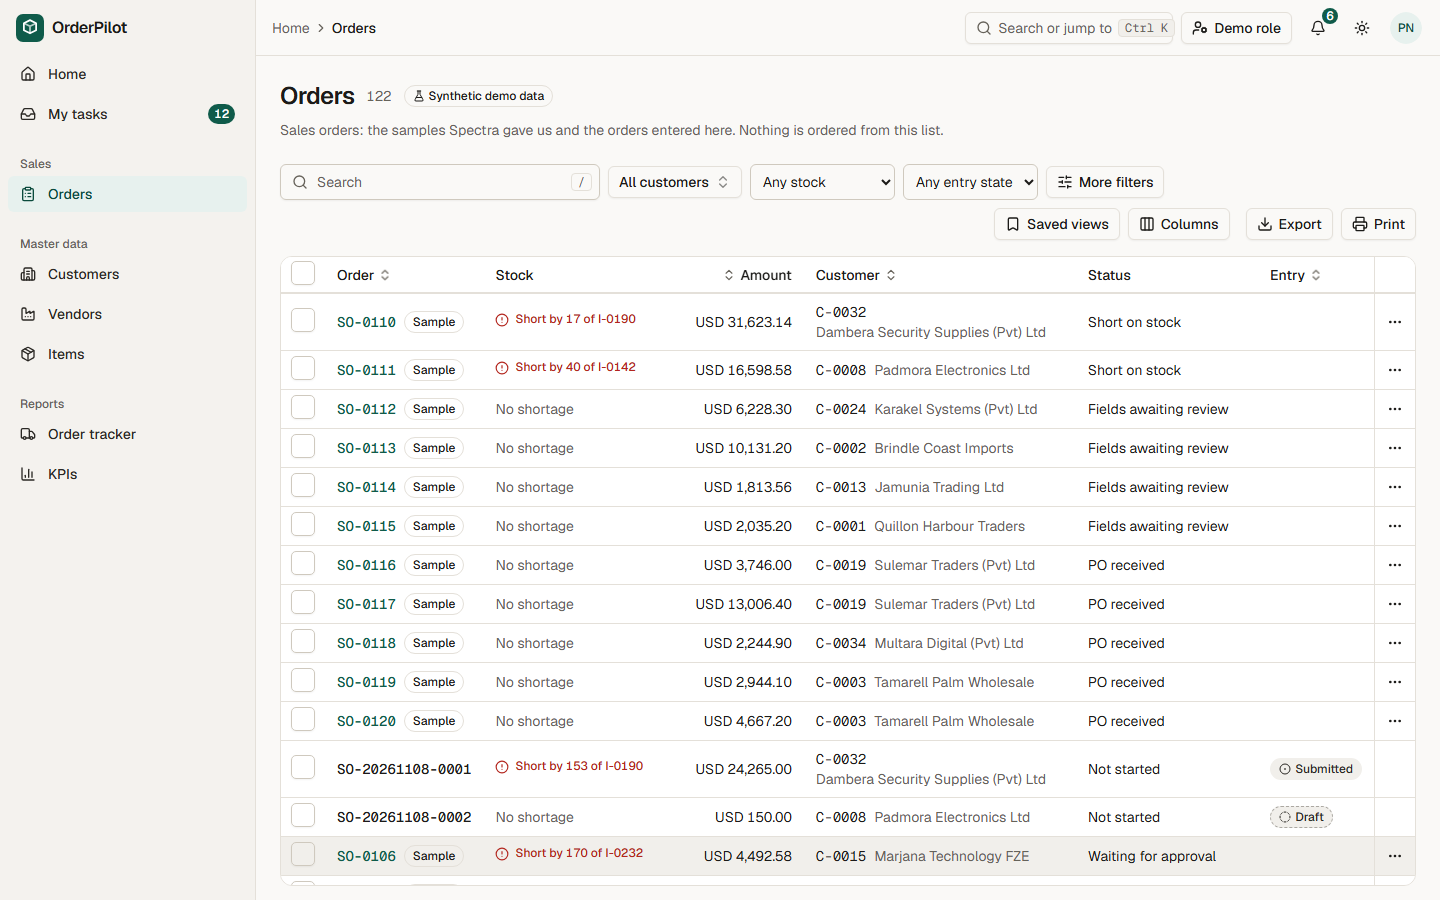 OrderPilot
Home
My tasks 12
Sales
Orders
Master data
Customers
Vendors
Items
Reports
Order tracker
KPIs
Home > Orders
Search or jump to Ctrl K
Demo role
6
PN
Orders 122 Synthetic demo data
Sales orders: the samples Spectra gave us and the orders entered here. Nothing is ordered from this list.
Search /
All customers
Any stock
Any entry state
More filters
Saved views
Columns
Export
Print
Order Stock Amount Customer Status Entry
SO-0110 Sample Short by 17 of I-0190 USD 31,623.14 C-0032 Dambera Security Supplies (Pvt) Ltd Short on stock
SO-0111 Sample Short by 40 of I-0142 USD 16,598.58 C-0008 Padmora Electronics Ltd Short on stock
SO-0112 Sample No shortage USD 6,228.30 C-0024 Karakel Systems (Pvt) Ltd Fields awaiting review
SO-0113 Sample No shortage USD 10,131.20 C-0002 Brindle Coast Imports Fields awaiting review
SO-0114 Sample No shortage USD 1,813.56 C-0013 Jamunia Trading Ltd Fields awaiting review
SO-0115 Sample No shortage USD 2,035.20 C-0001 Quillon Harbour Traders Fields awaiting review
SO-0116 Sample No shortage USD 3,746.00 C-0019 Sulemar Traders (Pvt) Ltd PO received
SO-0117 Sample No shortage USD 13,006.40 C-0019 Sulemar Traders (Pvt) Ltd PO received
SO-0118 Sample No shortage USD 2,244.90 C-0034 Multara Digital (Pvt) Ltd PO received
SO-0119 Sample No shortage USD 2,944.10 C-0003 Tamarell Palm Wholesale PO received
SO-0120 Sample No shortage USD 4,667.20 C-0003 Tamarell Palm Wholesale PO received
SO-20261108-0001 Short by 153 of I-0190 USD 24,265.00 C-0032 Dambera Security Supplies (Pvt) Ltd Not started Submitted
SO-20261108-0002 No shortage USD 150.00 C-0008 Padmora Electronics Ltd Not started Draft
SO-0106 Sample Short by 170 of I-0232 USD 4,492.58 C-0015 Marjana Technology FZE Waiting for approval